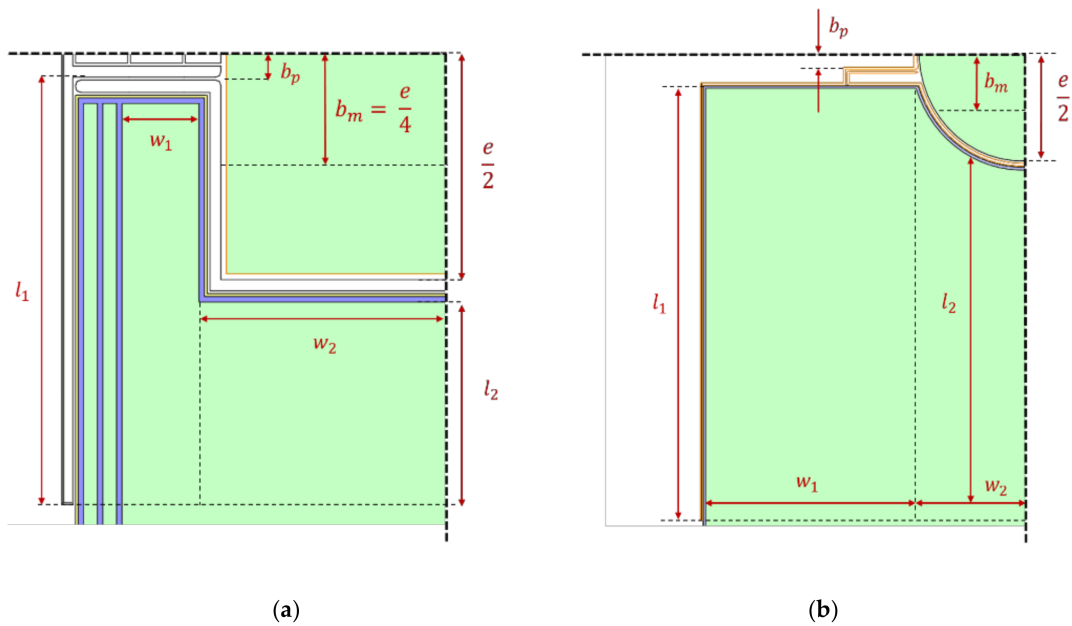 b_p
b_m = e/4
w_1
e/2
l_1
w_2
l_2
(a)
b_p
b_m
e/2
l_1
l_2
w_1
w_2
(b)